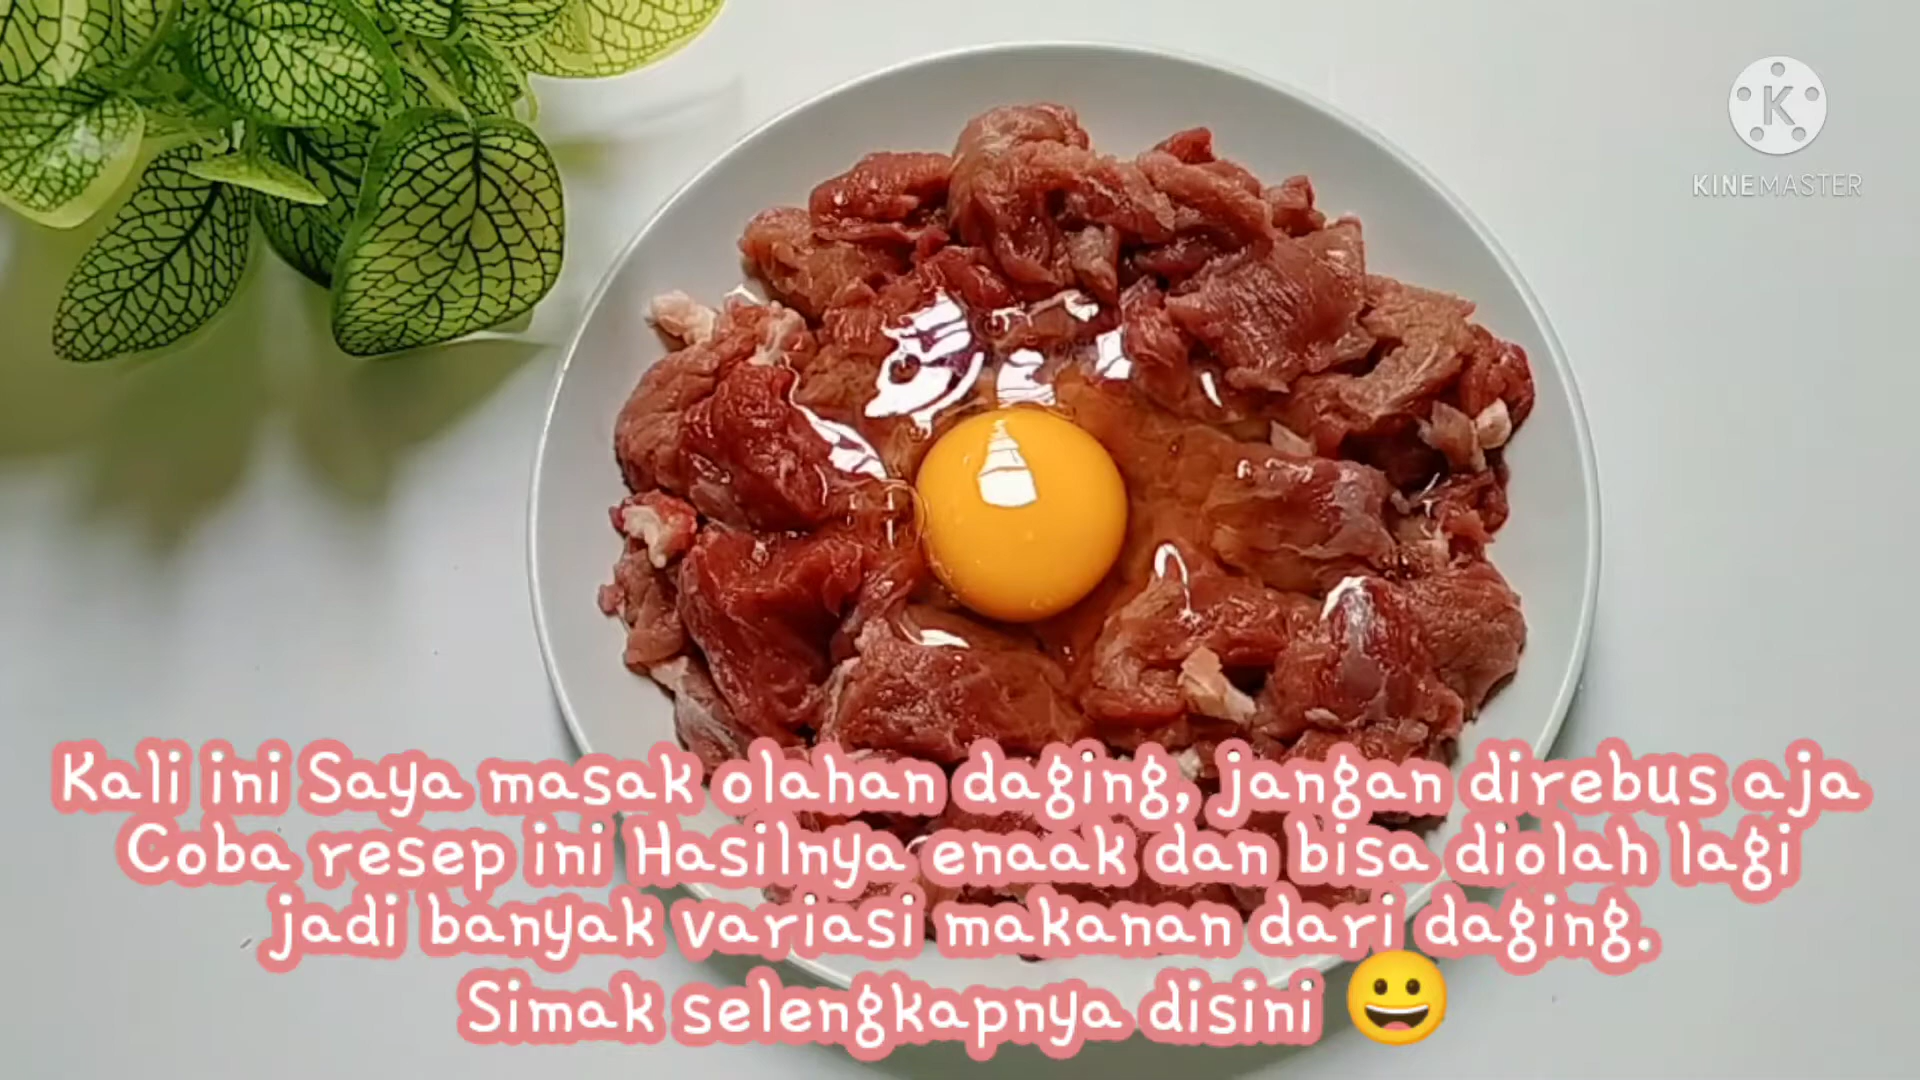 K
KINEMASTER
Kali ini Saya masak olahan daging, jangan direbus aja
Coba resep ini Hasilnya enaak dan bisa diolah lagi
jadi banyak variasi makanan dari daging.
Simak selengkapnya disini 😀